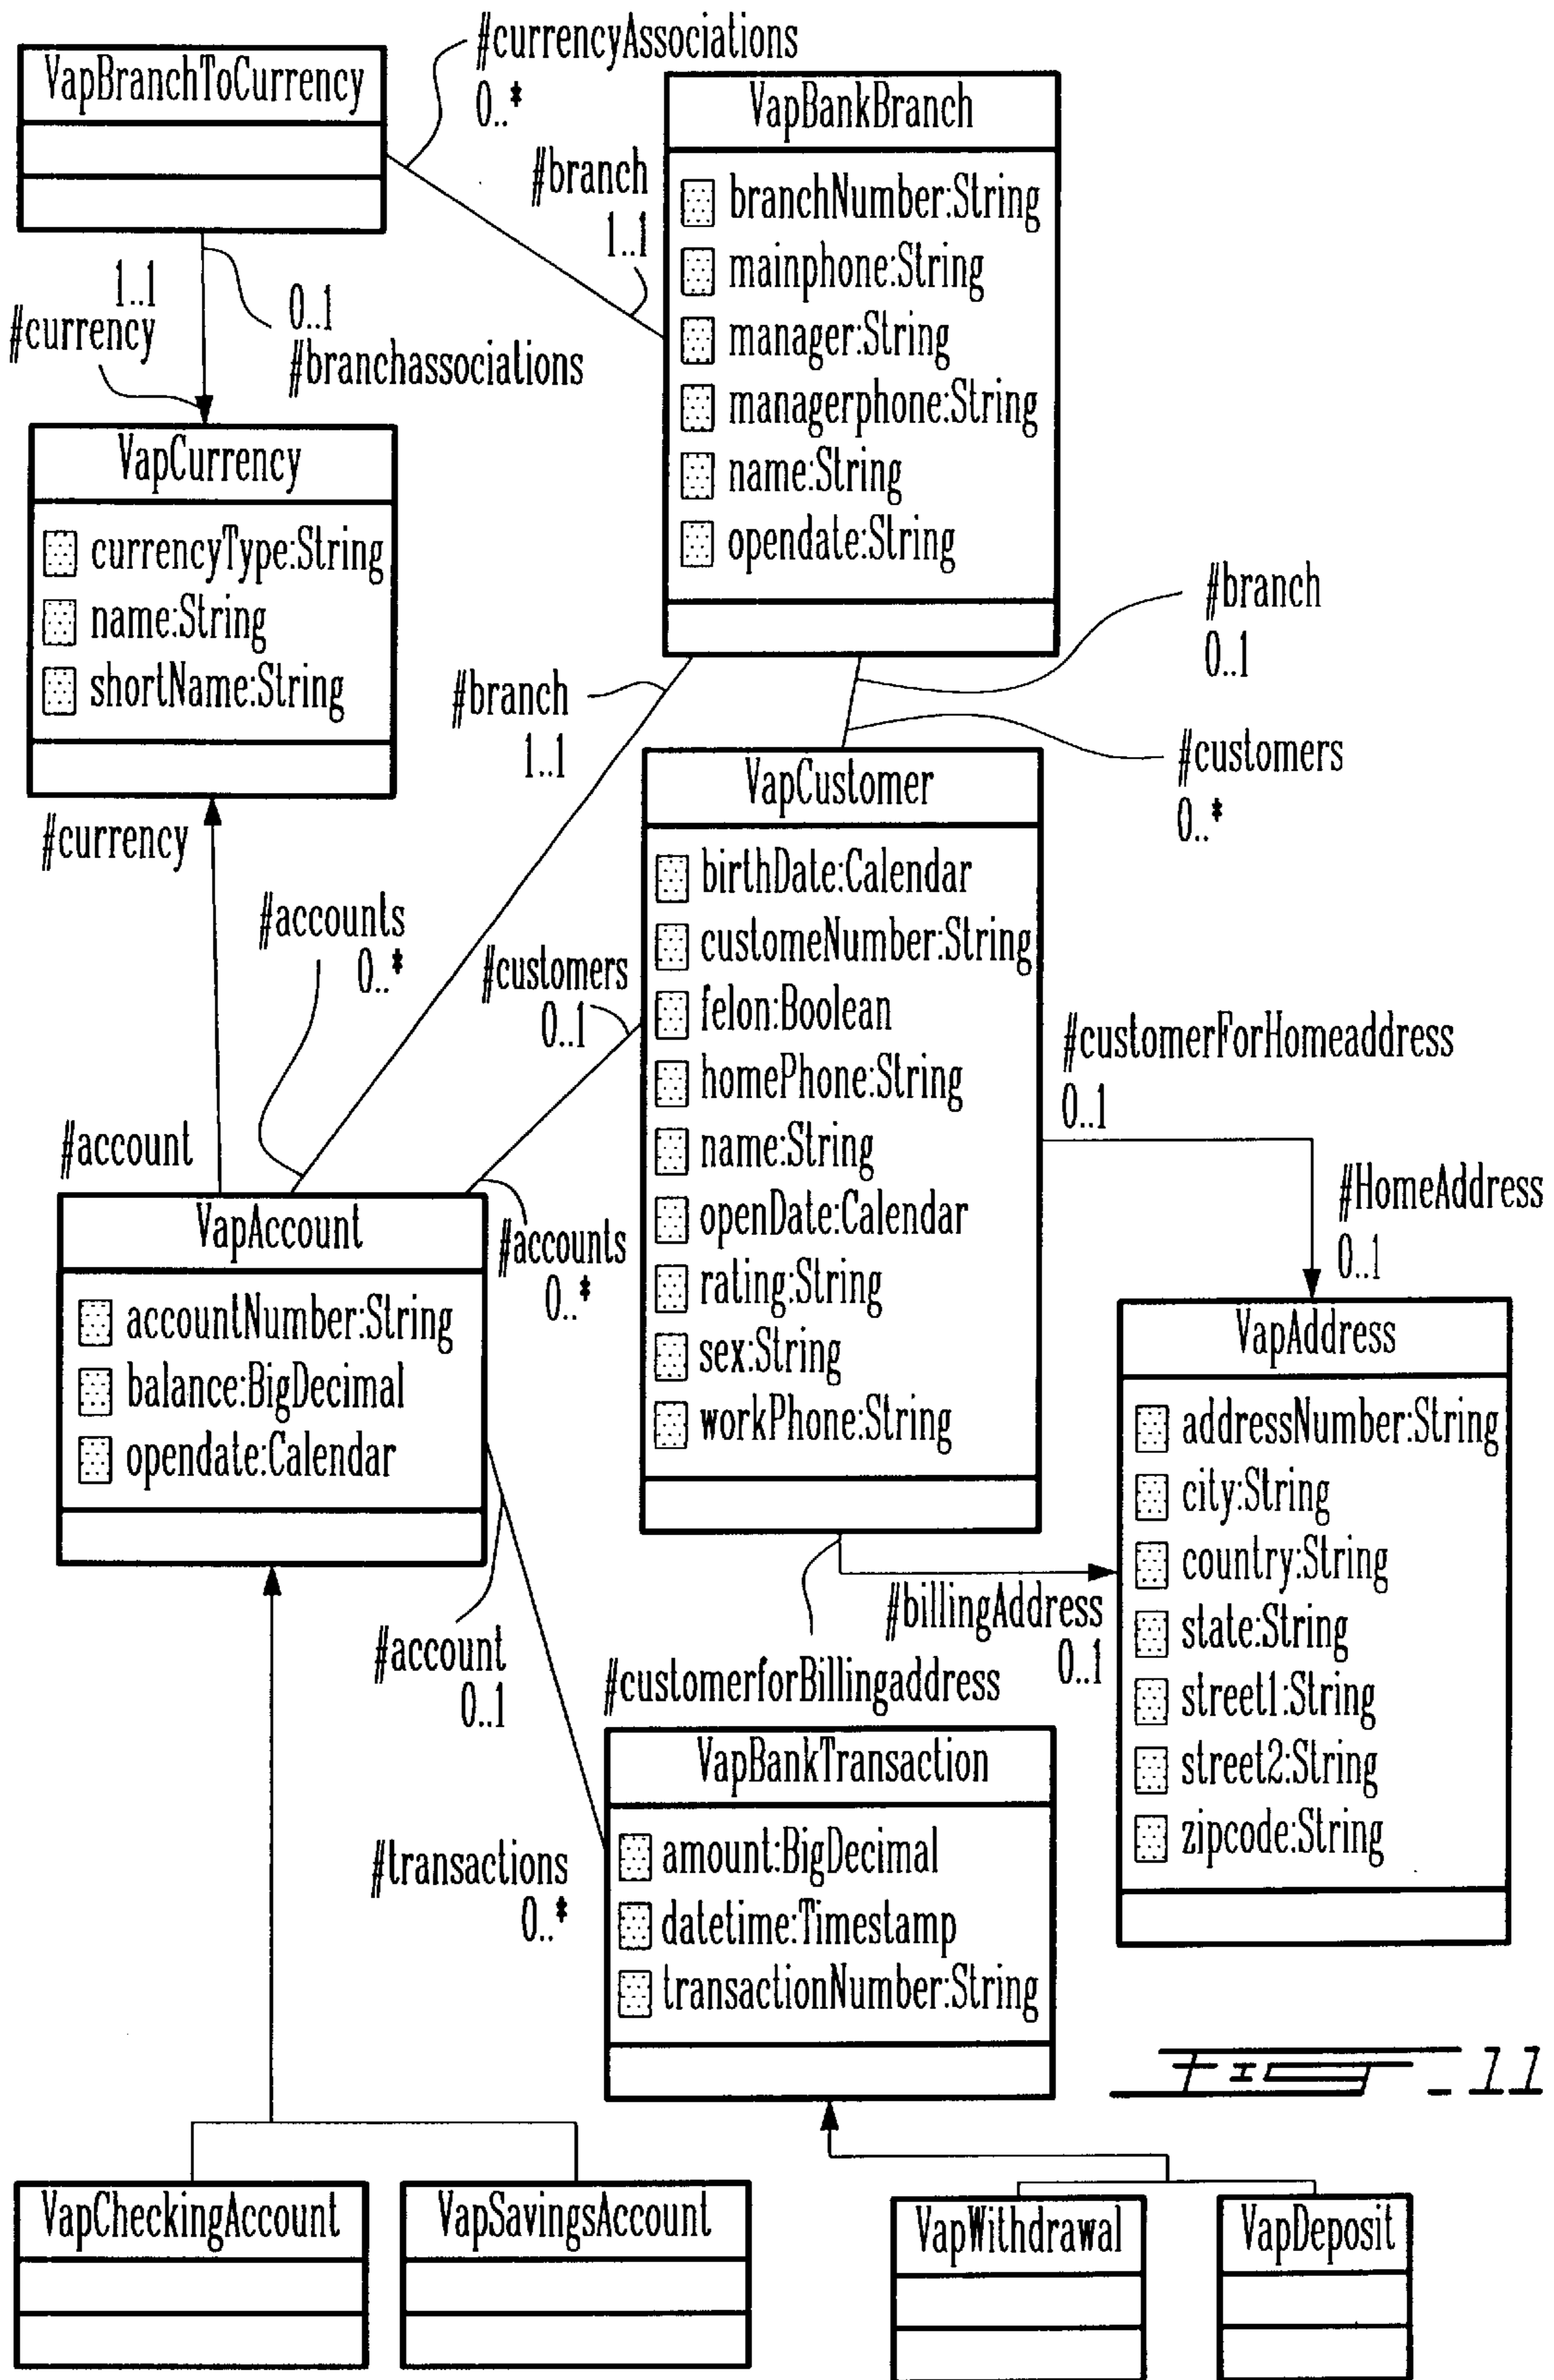 #currencyAssociations
0..*
VapBranchToCurrency
VapBankBranch
branchNumber:String
mainphone:String
manager:String
managerphone:String
name:String
opendate:String
#branch
1..1
1..1
#currency
0..1
#branchassociations
VapCurrency
currencyType:String
name:String
shortName:String
#branch
0..1
#branch
1..1
#customers
0..*
#currency
VapCustomer
birthDate:Calendar
custome​Number:String
felon:Boolean
homePhone:String
name:String
openDate:Calendar
rating:String
sex:String
workPhone:String
#accounts
0..*
#customers
0..1
#customerForHomeaddress
0..1
#account
#HomeAddress
0..1
VapAccount
accountNumber:String
balance:BigDecimal
opendate:Calendar
#accounts
0..*
VapAddress
addressNumber:String
city:String
country:String
state:String
street1:String
street2:String
zipcode:String
#billingAddress
0..1
#account
0..1
#customerforBillingaddress
VapBankTransaction
amount:BigDecimal
datetime:Timestamp
transactionNumber:String
#transactions
0..*
Fig-11
VapCheckingAccount
VapSavingsAccount
VapWithdrawal
VapDeposit